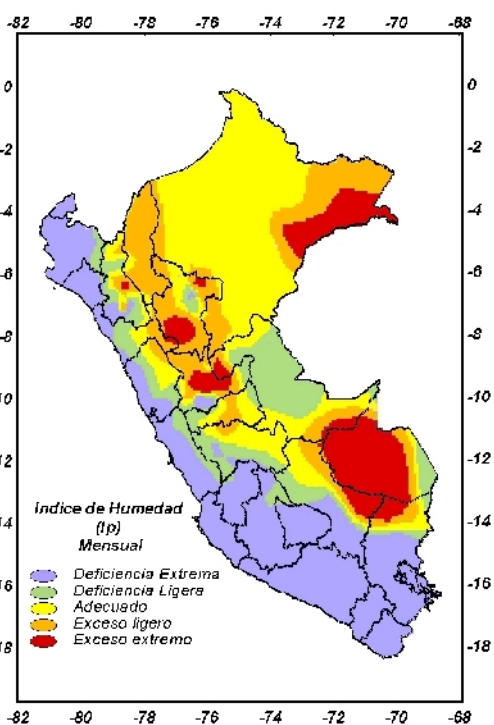 -82 -80 -78 -76 -74 -72 -70 -68
0 0
-2 -2
-4 -4
-6 -6
-8 -8
-10 -10
-12 -12
-14 -14
-16 -16
-18 -18
Indice de Humedad
(Ip)
Mensual
Deficiencia Extrema
Deficiencia Ligera
Adecuado
Exceso ligero
Exceso extremo
-82 -80 -78 -76 -74 -72 -70 -68